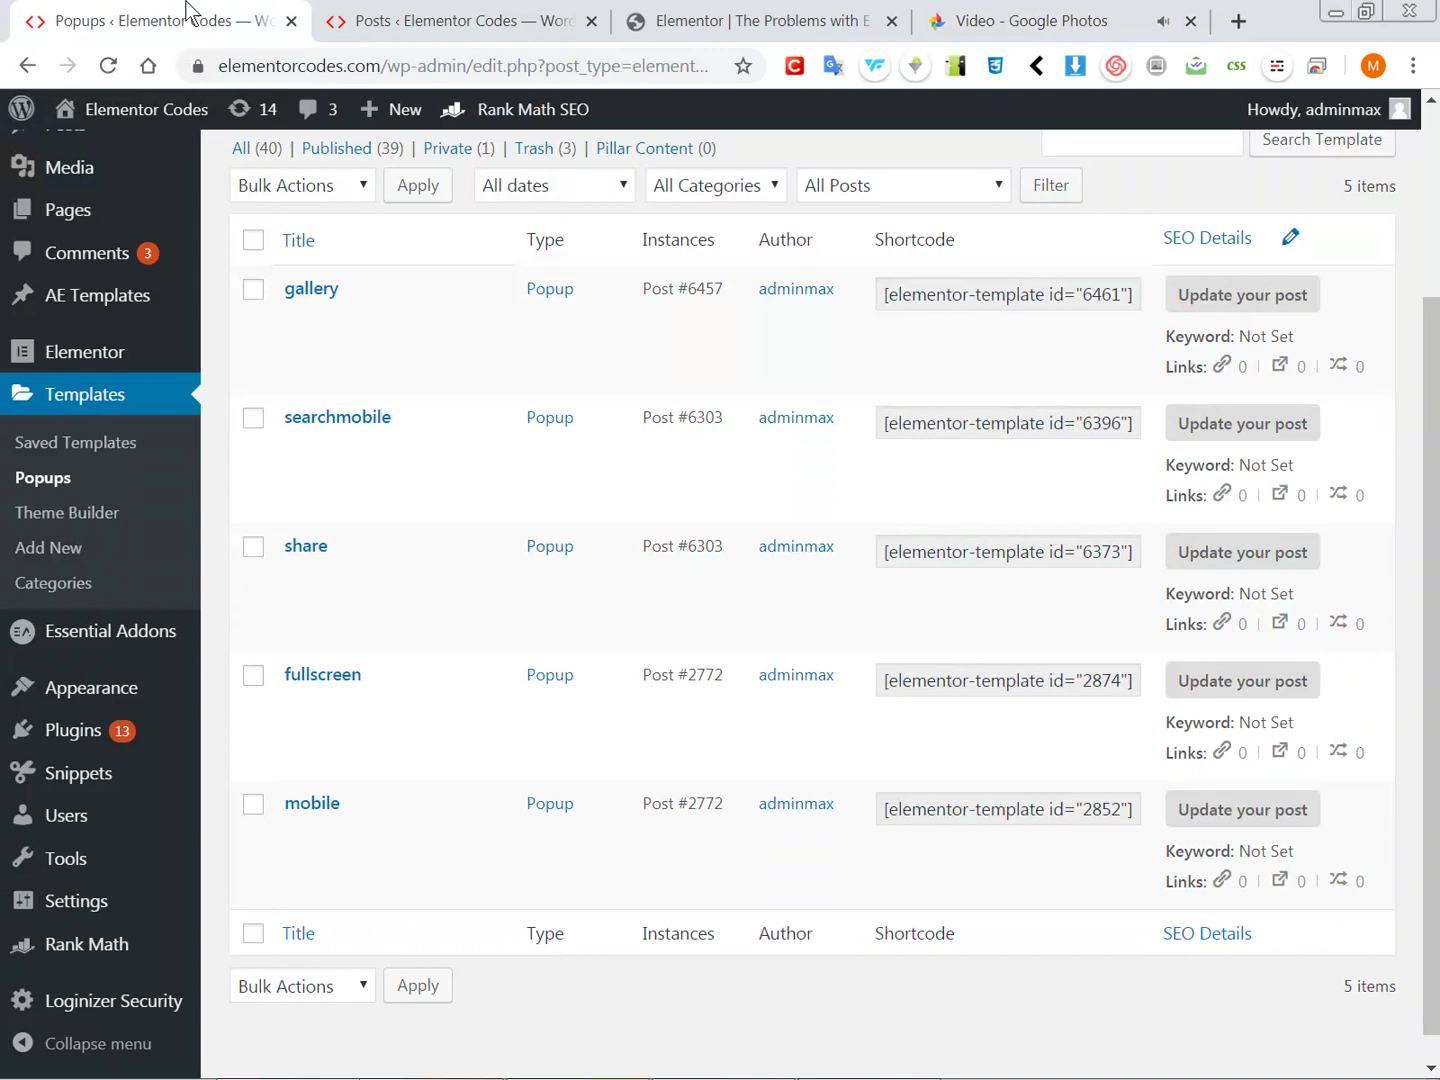 Popups ‹ Elementor Codes — Wo
Posts ‹ Elementor Codes — Word
Elementor | The Problems with E
Video - Google Photos
elementorcodes.com/wp-admin/edit.php?post_type=element...
css
M
Elementor Codes
14
3
New
Rank Math SEO
Howdy, adminmax
Media
Pages
Comments 3
AE Templates
Elementor
Templates
Saved Templates
Popups
Theme Builder
Add New
Categories
Essential Addons
Appearance
Plugins 13
Snippets
Users
Tools
Settings
Rank Math
Loginizer Security
Collapse menu
All (40) | Published (39) | Private (1) | Trash (3) | Pillar Content (0)
Search Template
Bulk Actions
Apply
All dates
All Categories
All Posts
Filter
5 items
Title Type Instances Author Shortcode SEO Details
gallery Popup Post #6457 adminmax [elementor-template id="6461"] Update your post
Keyword: Not Set
Links: 0 | 0 | 0
searchmobile Popup Post #6303 adminmax [elementor-template id="6396"] Update your post
Keyword: Not Set
Links: 0 | 0 | 0
share Popup Post #6303 adminmax [elementor-template id="6373"] Update your post
Keyword: Not Set
Links: 0 | 0 | 0
fullscreen Popup Post #2772 adminmax [elementor-template id="2874"] Update your post
Keyword: Not Set
Links: 0 | 0 | 0
mobile Popup Post #2772 adminmax [elementor-template id="2852"] Update your post
Keyword: Not Set
Links: 0 | 0 | 0
Title Type Instances Author Shortcode SEO Details
Bulk Actions
Apply
5 items